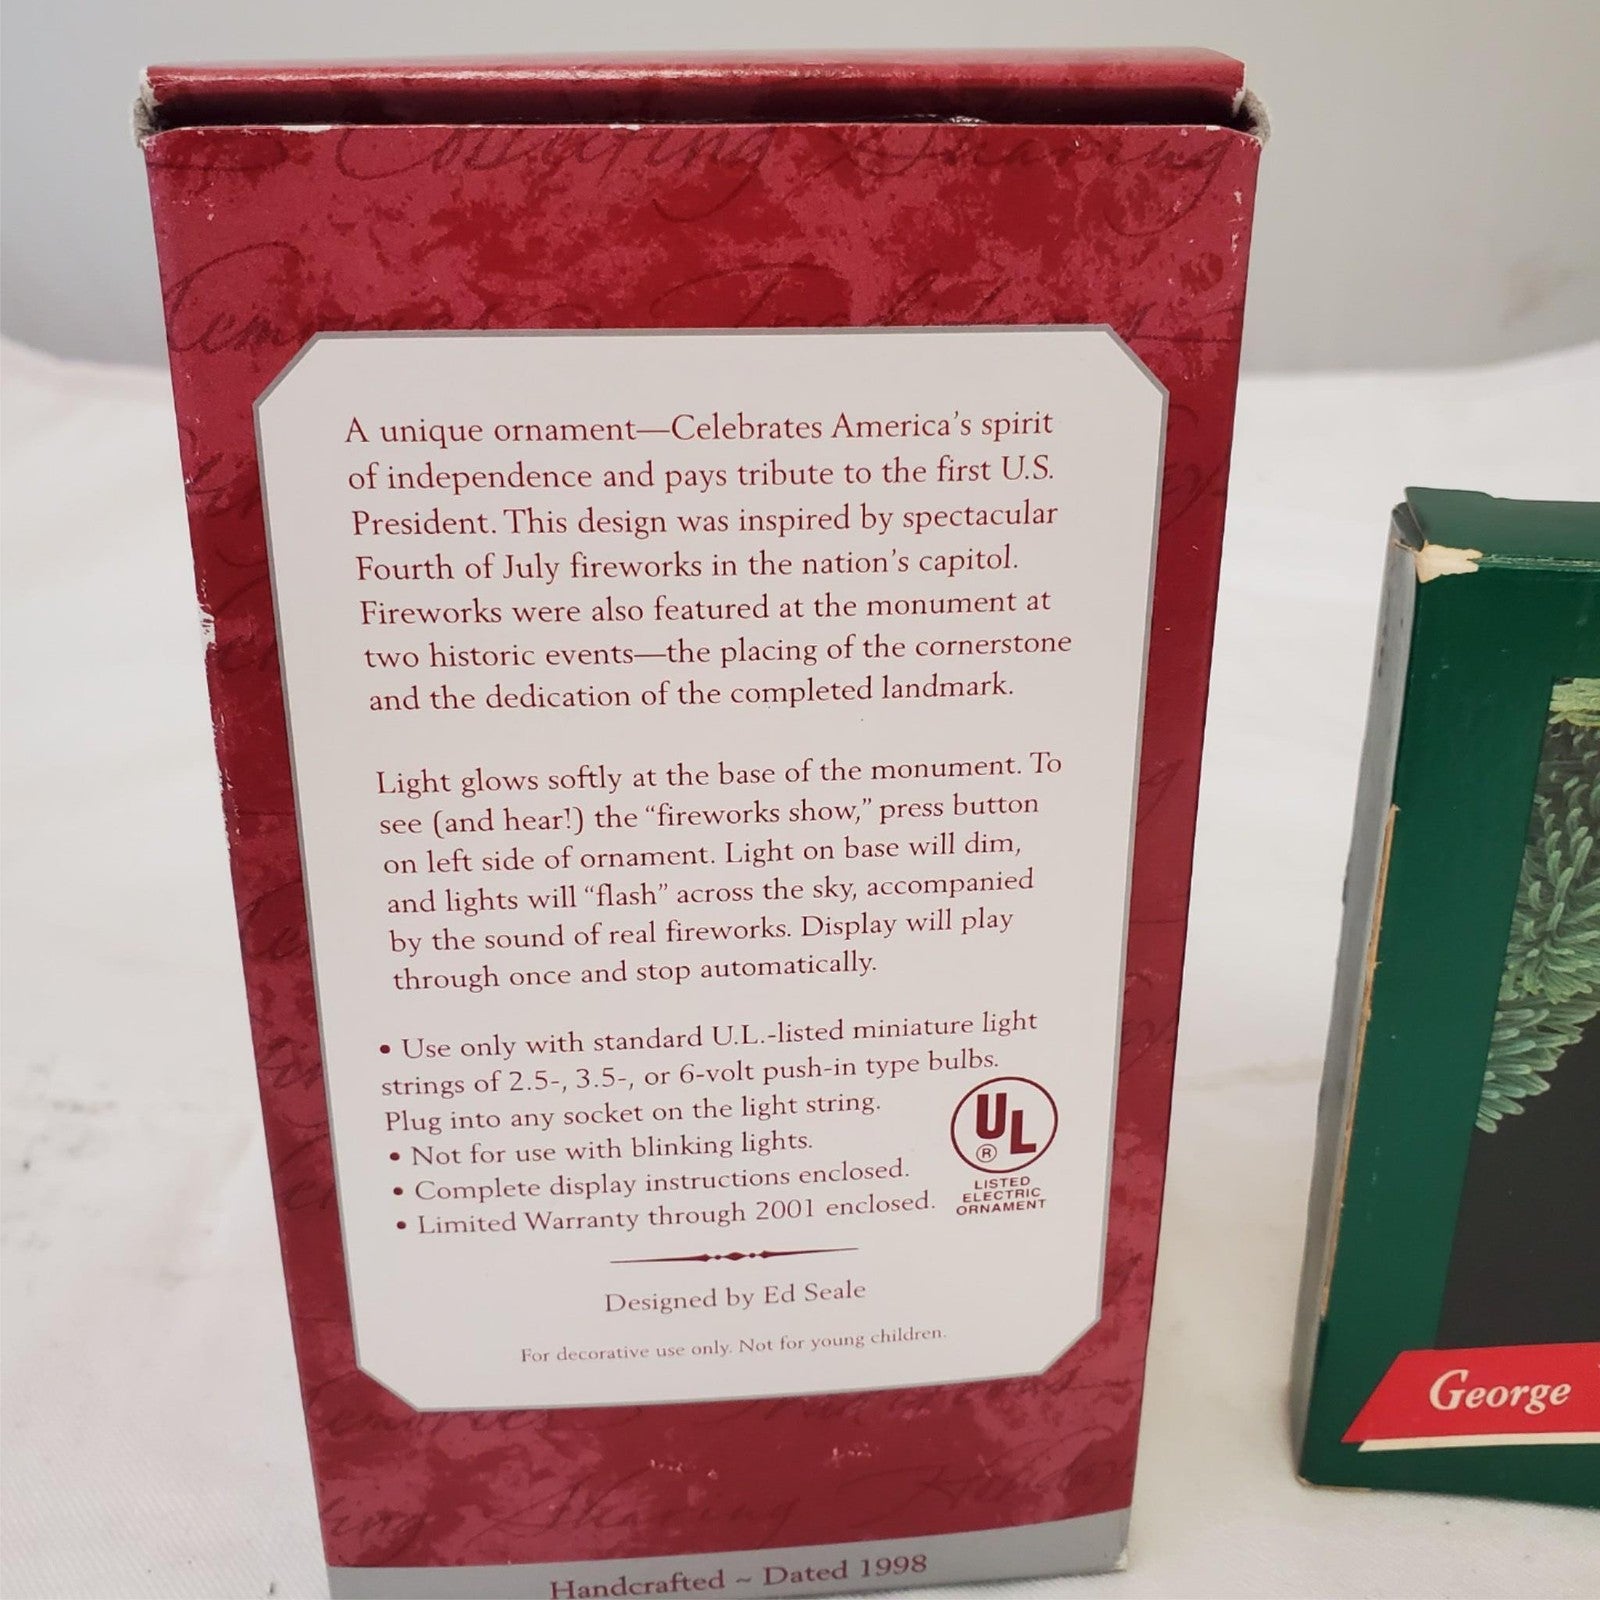 Collecting Sharing
Memories
A unique ornament—Celebrates America's spirit
of independence and pays tribute to the first U.S.
President. This design was inspired by spectacular
Fourth of July fireworks in the nation's capitol.
Fireworks were also featured at the monument at
two historic events—the placing of the cornerstone
and the dedication of the completed landmark.
Light glows softly at the base of the monument. To
see (and hear!) the “fireworks show,” press button
on left side of ornament. Light on base will dim,
and lights will “flash” across the sky, accompanied
by the sound of real fireworks. Display will play
through once and stop automatically.
• Use only with standard U.L.-listed miniature light
strings of 2.5-, 3.5-, or 6-volt push-in type bulbs.
Plug into any socket on the light string.
• Not for use with blinking lights.
• Complete display instructions enclosed.
• Limited Warranty through 2001 enclosed.
UL
®
LISTED
ELECTRIC
ORNAMENT
Designed by Ed Seale
For decorative use only. Not for young children.
Sharing
Handcrafted ~ Dated 1998
George